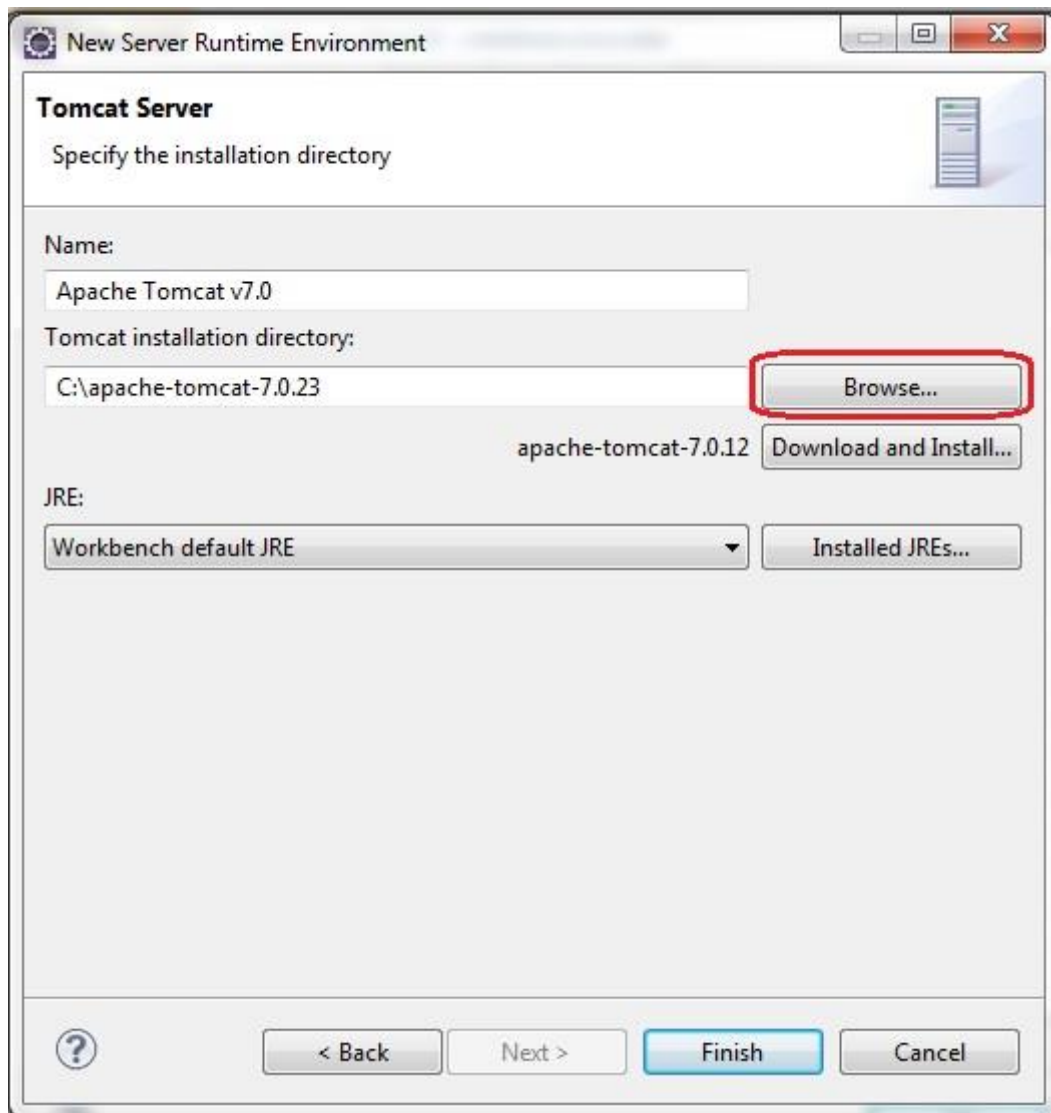 New Server Runtime Environment
Tomcat Server
Specify the installation directory
Name:
Apache Tomcat v7.0
Tomcat installation directory:
C:\apache-tomcat-7.0.23 Browse...
apache-tomcat-7.0.12 Download and Install...
JRE:
Workbench default JRE Installed JREs...
? < Back Next > Finish Cancel